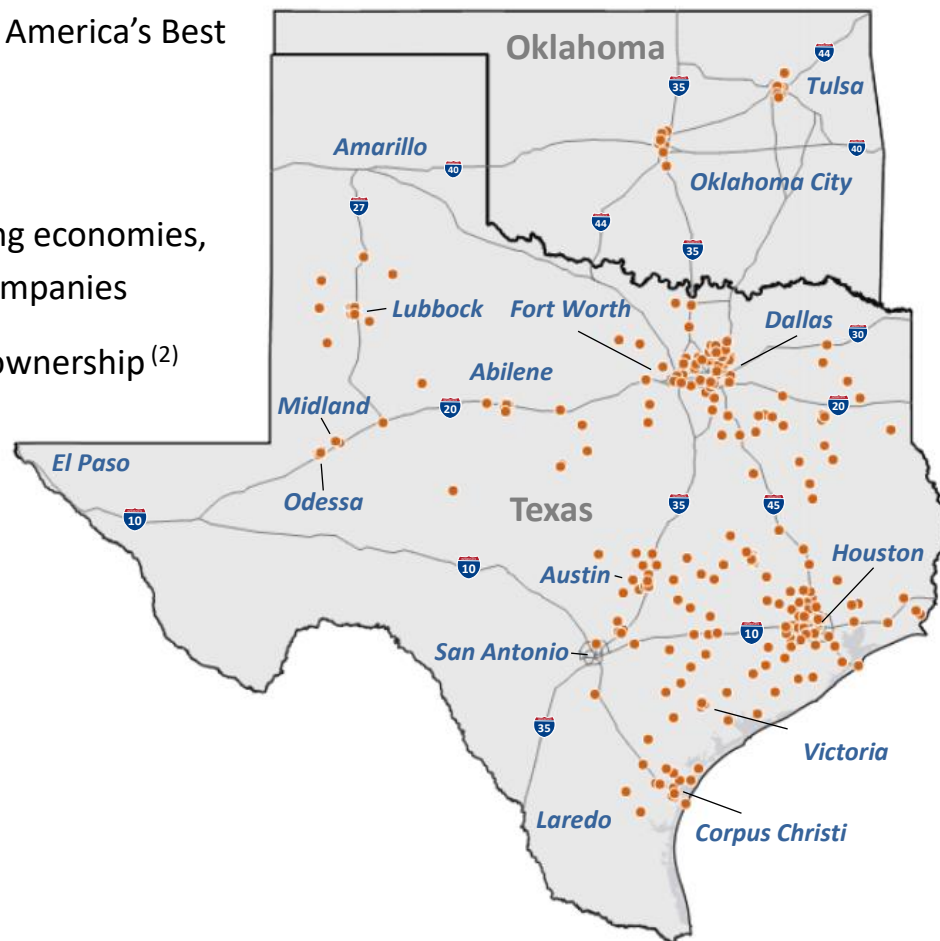 America’s Best
ng economies,
mpanies
ownership (2)
Oklahoma
44
35
Tulsa
Amarillo
40
40
Oklahoma City
27
44
35
Lubbock
Fort Worth
Dallas
30
Abilene
20
20
Midland
El Paso
Odessa
10
Texas
35
45
Houston
10
Austin
10
San Antonio
35
Victoria
Laredo
Corpus Christi